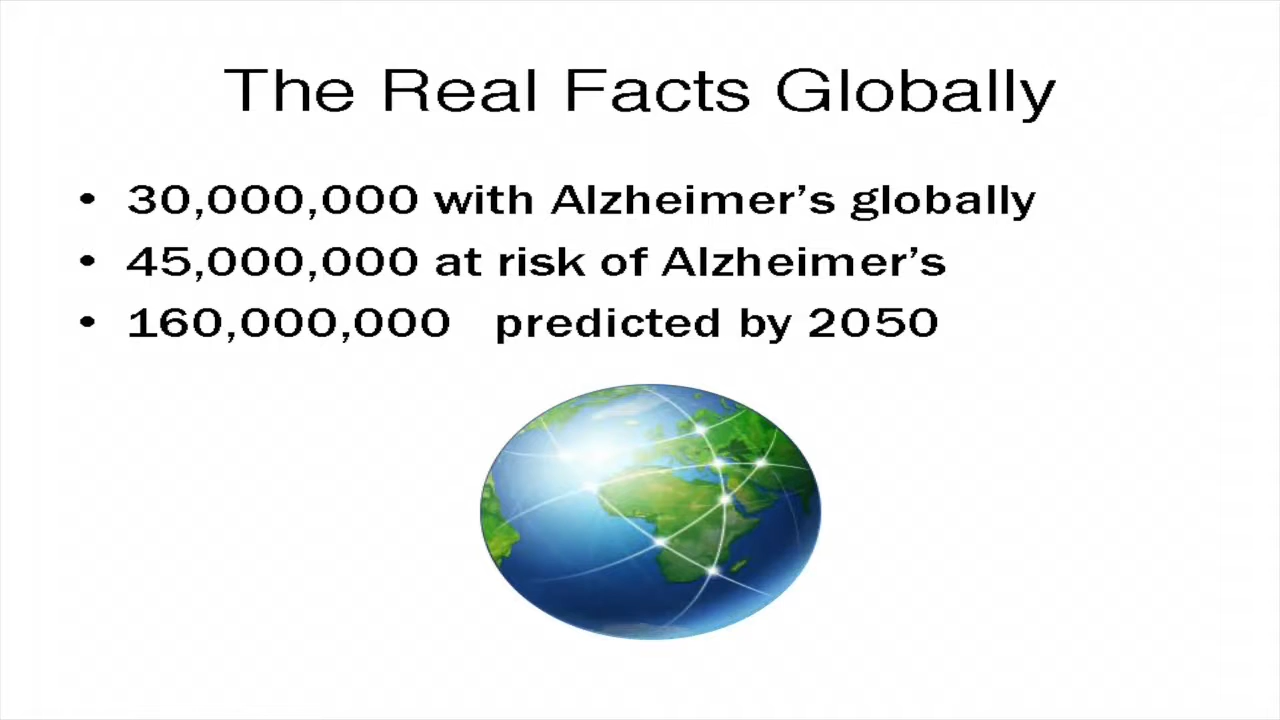 The Real Facts Globally
• 30,000,000 with Alzheimer’s globally
• 45,000,000 at risk of Alzheimer’s
• 160,000,000 predicted by 2050